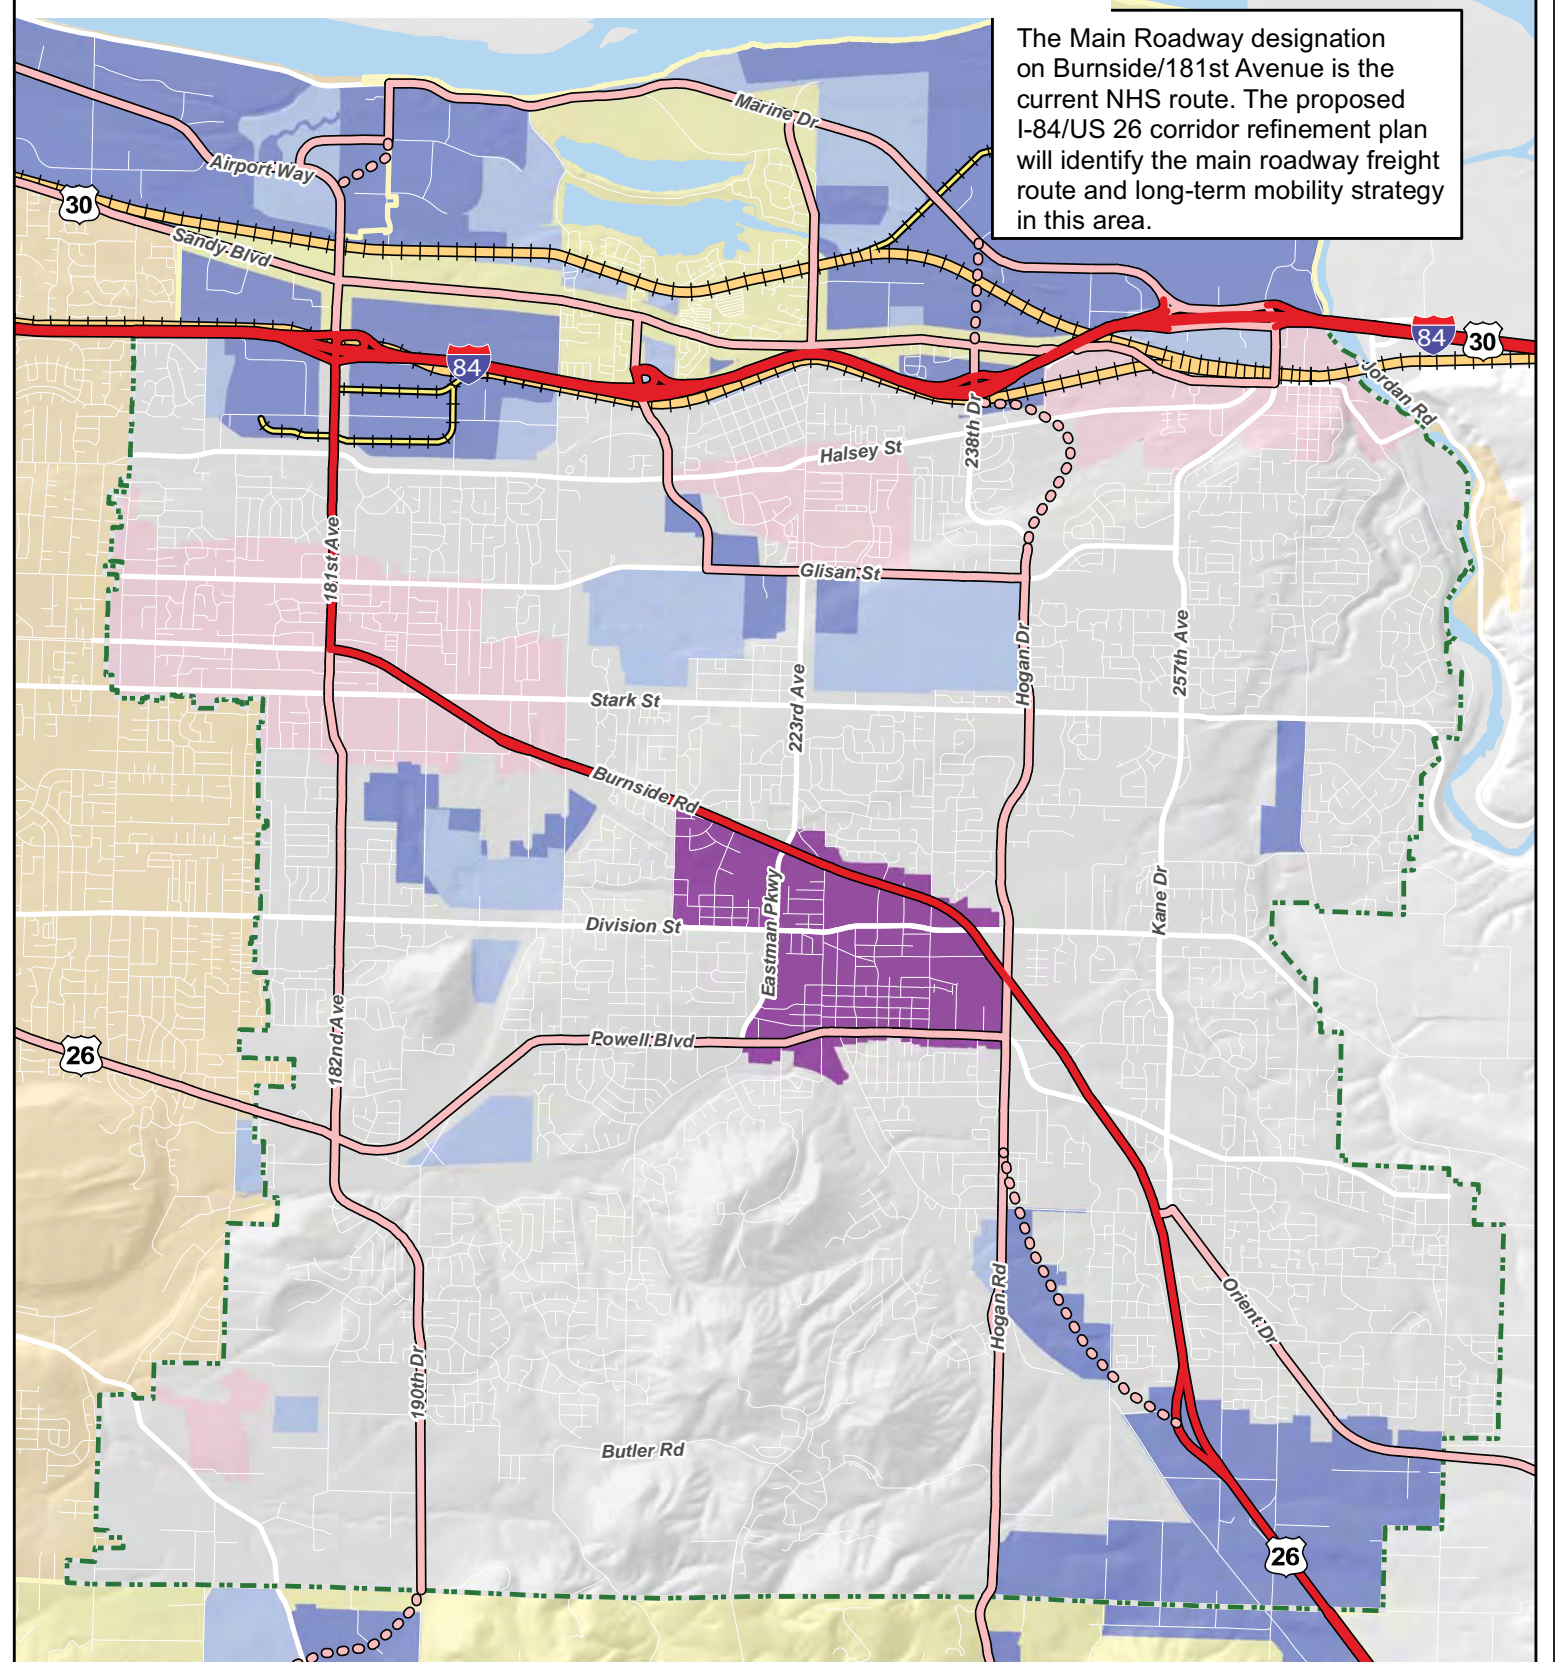 The Main Roadway designation
on Burnside/181st Avenue is the
current NHS route. The proposed
I-84/US 26 corridor refinement plan
will identify the main roadway freight
route and long-term mobility strategy
in this area.
Marine Dr
Airport Way
30
Sandy Blvd
84
30
84
Jordan Rd
238th Dr
Halsey St
181st Ave
Glisan St
Hogan Dr
257th Ave
223rd Ave
Stark St
Burnside Rd
Kane Dr
Eastman Pkwy
Division St
182nd Ave
Powell Blvd
26
Hogan Rd
Orient Dr
190th Dr
Butler Rd
26